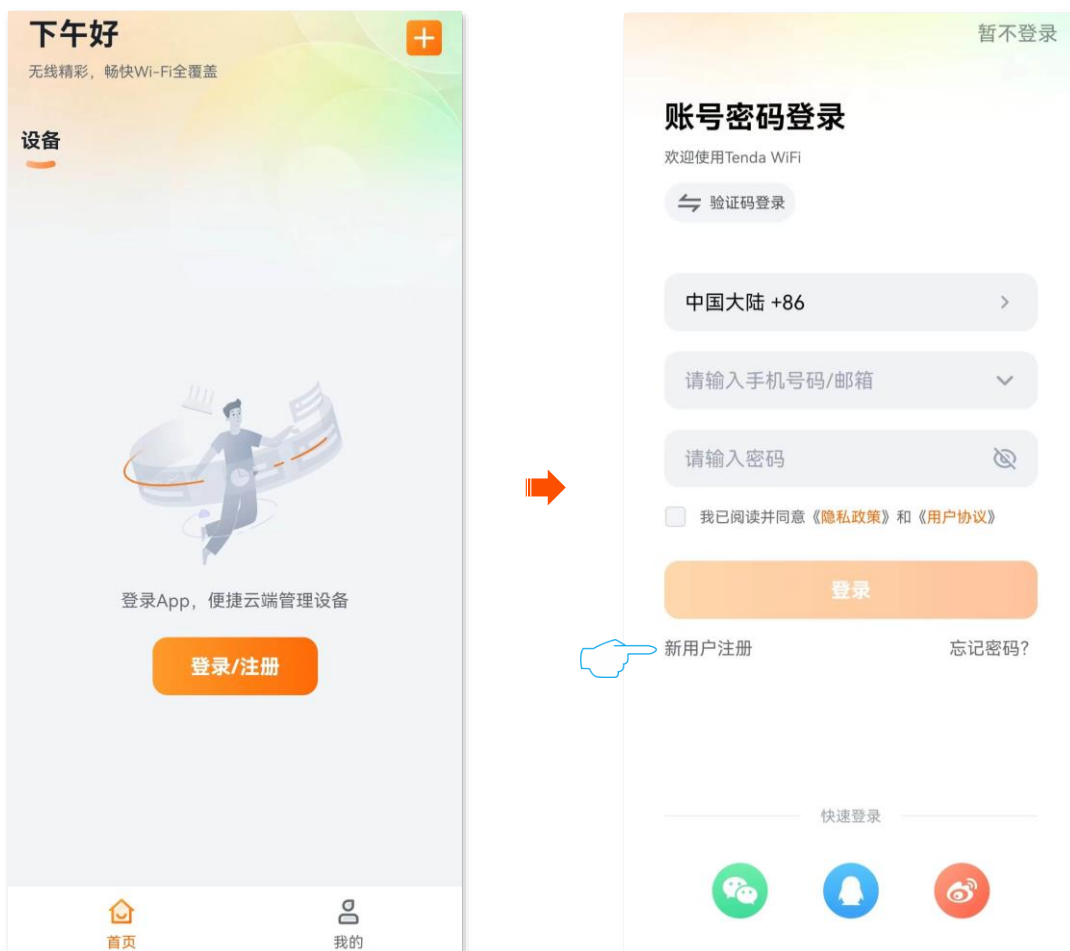 下午好
无线精彩，畅快Wi-Fi全覆盖
设备
登录App，便捷云端管理设备
登录/注册
首页
我的
暂不登录
账号密码登录
欢迎使用Tenda WiFi
验证码登录
中国大陆 +86
请输入手机号码/邮箱
请输入密码
我已阅读并同意《隐私政策》和《用户协议》
登录
新用户注册
忘记密码?
快速登录